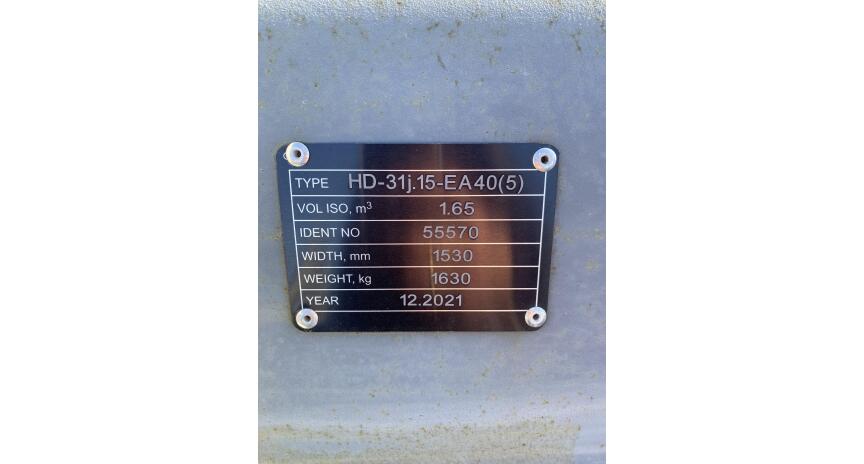 TYPE HD-31j.15-EA40(5)
VOL ISO, m³ 1.65
IDENT NO 55570
WIDTH, mm 1530
WEIGHT, kg 1630
YEAR 12.2021